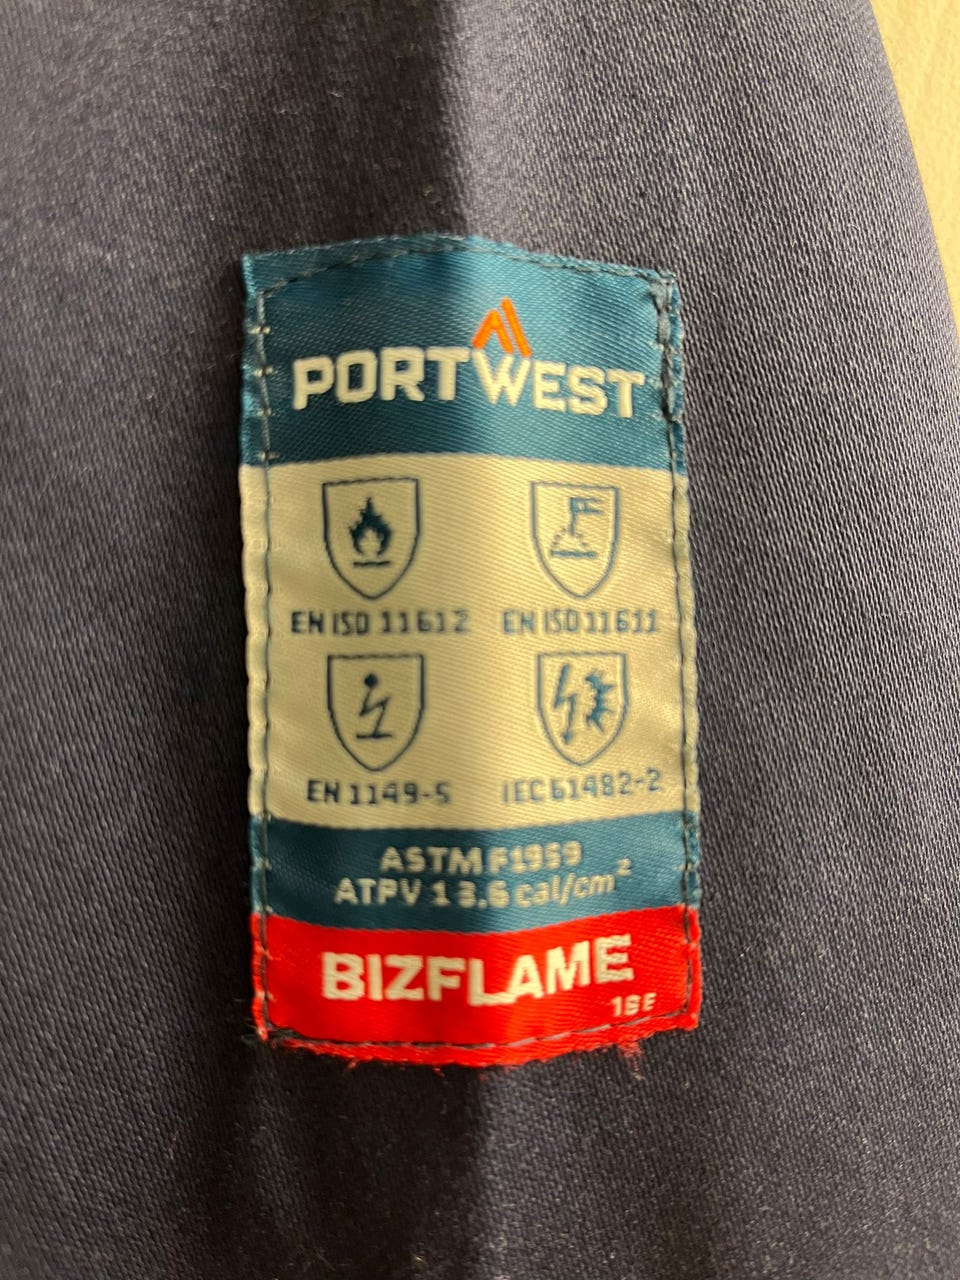 PORTWEST
EN ISO 11612 EN ISO 11611
EN 1149-5 IEC 61482-2
ASTM F1959
ATPV 13.6 cal/cm²
BIZFLAME